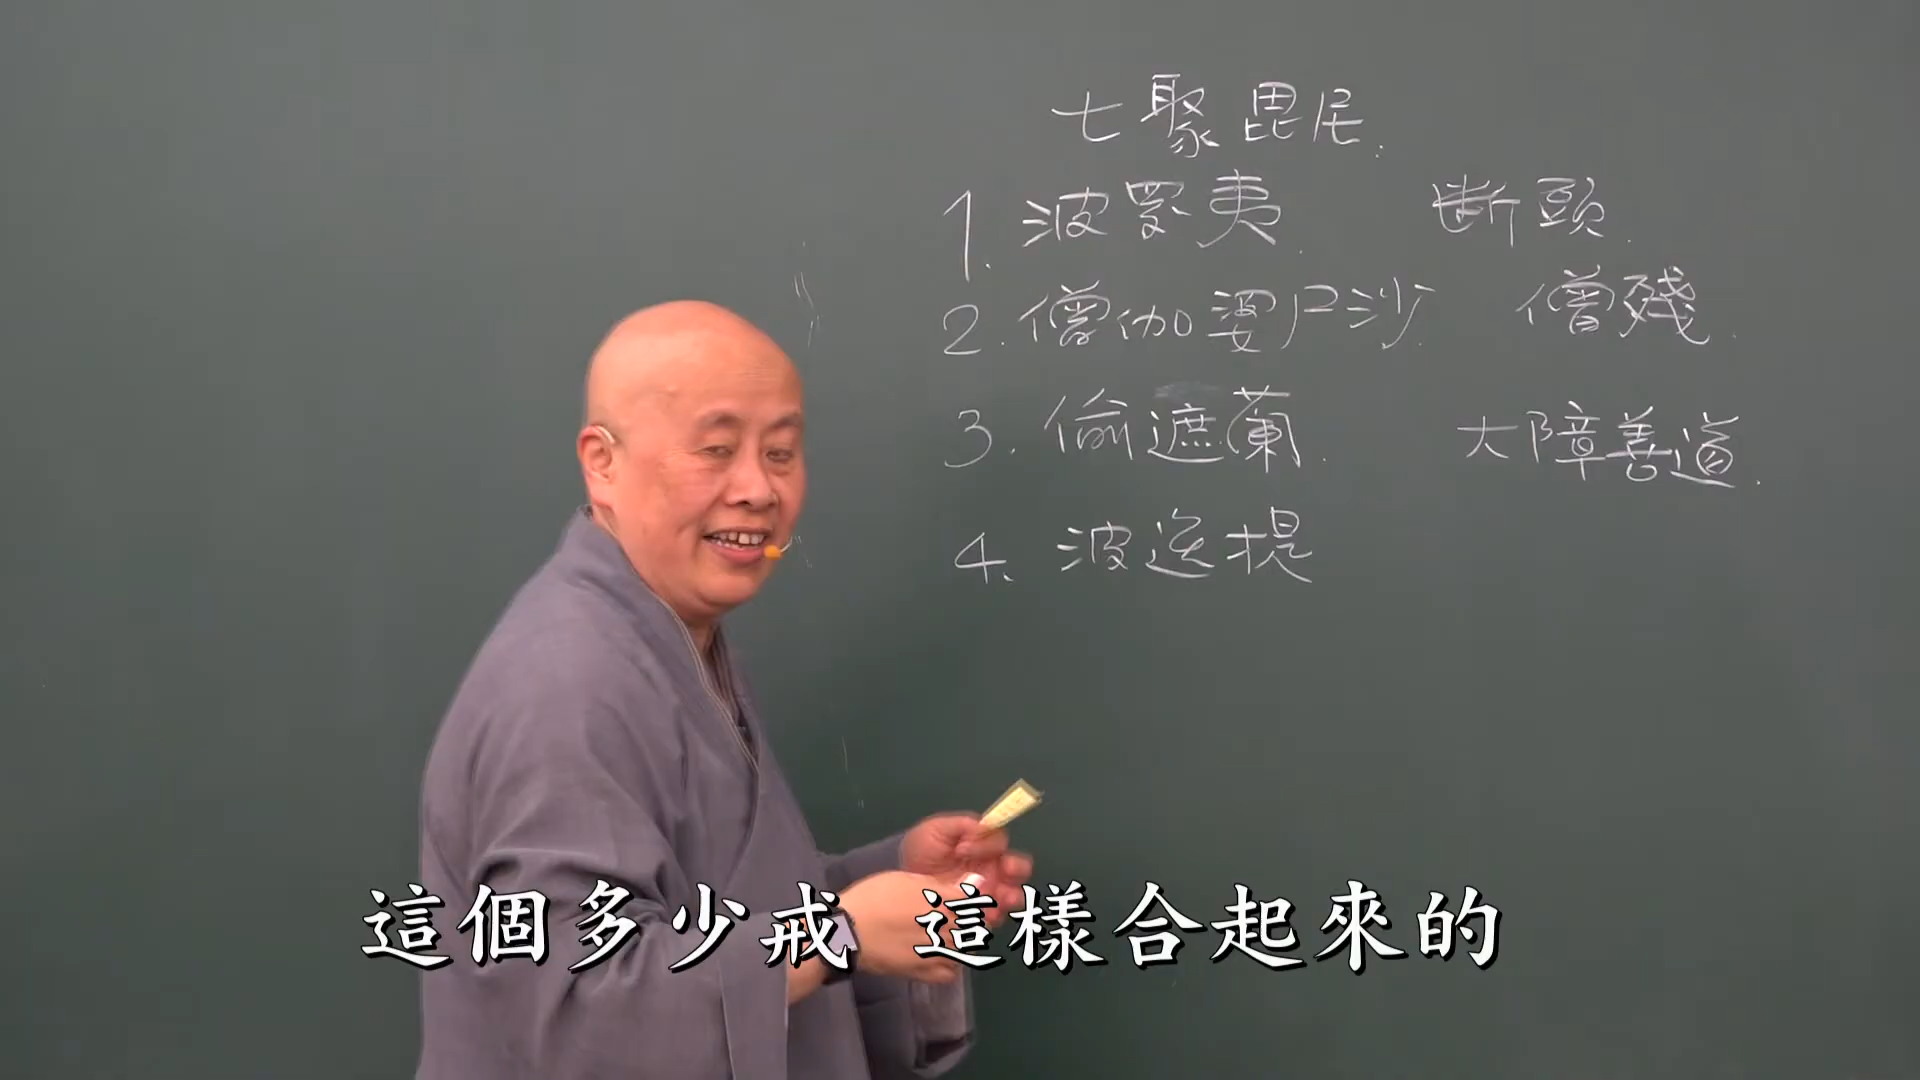 七聚毘尼
1. 波羅夷 断頭
2. 僧伽婆尸沙 僧殘
3. 偷遮蘭 大障善道
4. 波逸提
這個多少戒 這樣合起來的